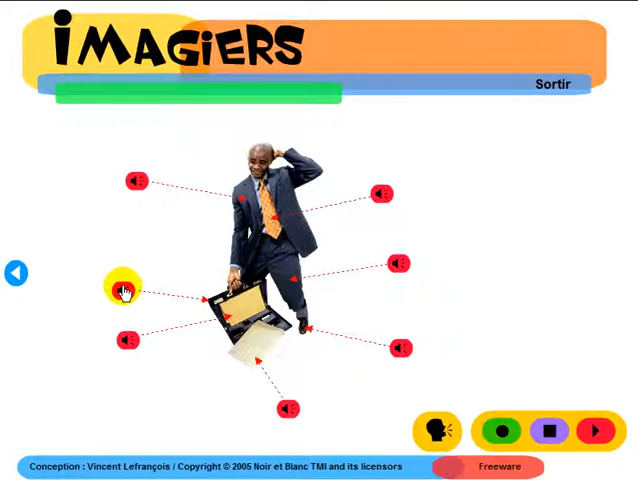 iMAGiERS
Sortir
Conception : Vincent Lefrançois / Copyright © 2005 Noir et Blanc TMI and its licensors
Freeware